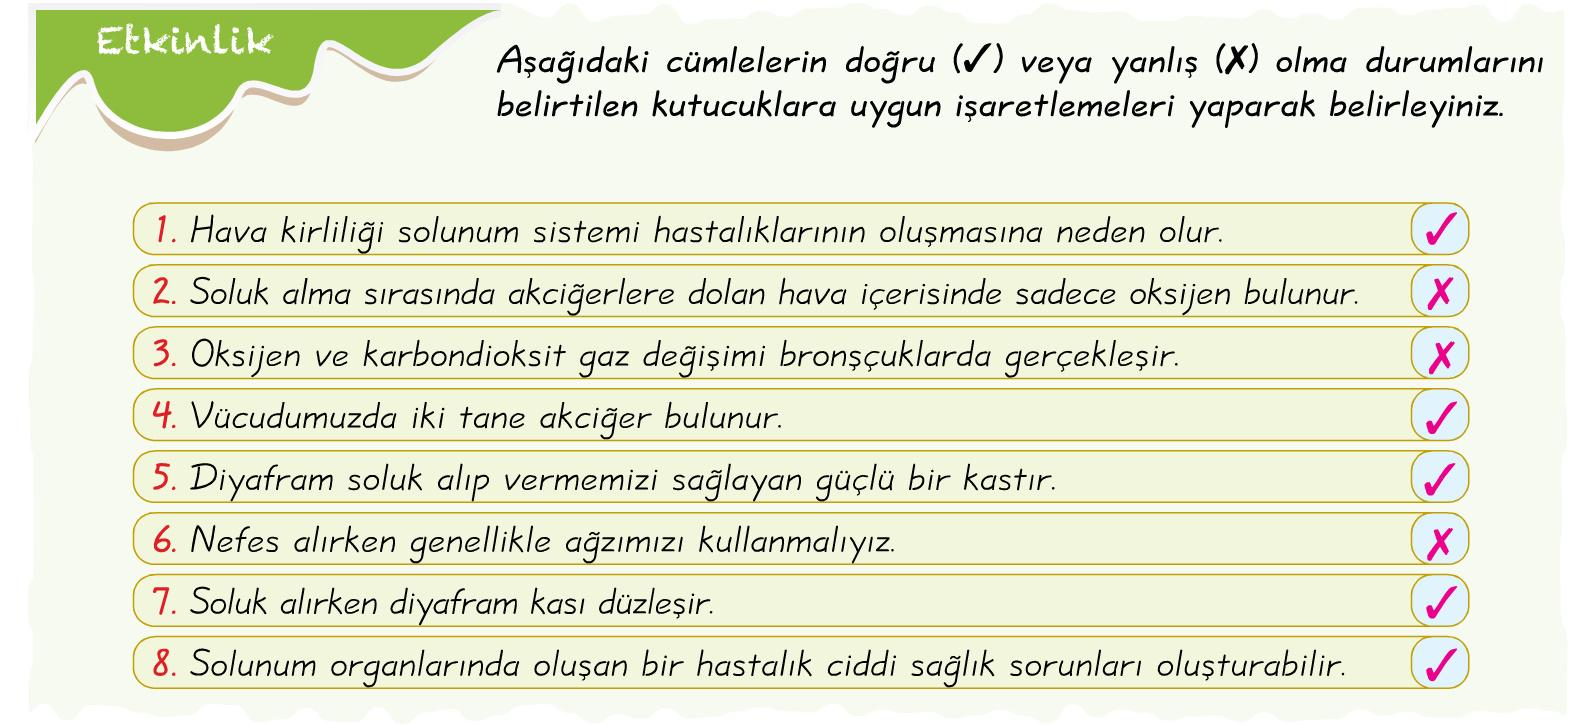 Etkinlik
Aşağıdaki cümlelerin doğru (✓) veya yanlış (✗) olma durumlarını
belirtilen kutucuklara uygun işaretlemeleri yaparak belirleyiniz.
1. Hava kirliliği solunum sistemi hastalıklarının oluşmasına neden olur. ✓
2. Soluk alma sırasında akciğerlere dolan hava içerisinde sadece oksijen bulunur. ✗
3. Oksijen ve karbondioksit gaz değişimi bronşçuklarda gerçekleşir. ✗
4. Vücudumuzda iki tane akciğer bulunur. ✓
5. Diyafram soluk alıp vermemizi sağlayan güçlü bir kastır. ✓
6. Nefes alırken genellikle ağzımızı kullanmalıyız. ✗
7. Soluk alırken diyafram kası düzleşir. ✓
8. Solunum organlarında oluşan bir hastalık ciddi sağlık sorunları oluşturabilir. ✓